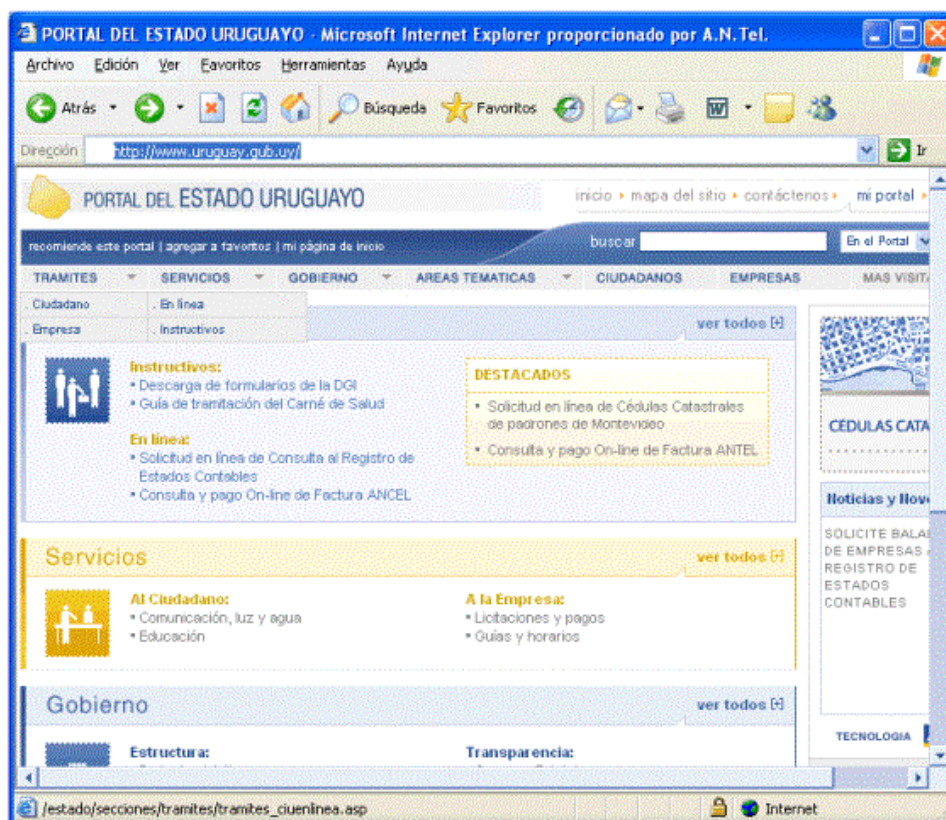 PORTAL DEL ESTADO URUGUAYO - Microsoft Internet Explorer proporcionado por A.N.Tel.
Archivo Edición Ver Favoritos Herramientas Ayuda
Atrás Búsqueda Favoritos
Dirección http://www.uruguay.gub.uy/ Ir
PORTAL DEL ESTADO URUGUAYO
inicio mapa del sitio contáctenos mi portal
recomiende este portal | agregar a favoritos | mi página de inicio
buscar En el Portal
TRAMITES SERVICIOS GOBIERNO AREAS TEMATICAS CIUDADANOS EMPRESAS MAS VISITA
. Ciudadano . En línea
. Empresa . Instructivos
ver todos [+]
Instructivos:
• Descarga de formularios de la DGI
• Guía de tramitación del Carné de Salud
En línea:
• Solicitud en línea de Consulta al Registro de
Estados Contables
• Consulta y pago On-line de Factura ANCEL
DESTACADOS
• Solicitud en línea de Cédulas Catastrales
de padrones de Montevideo
• Consulta y pago On-line de Factura ANTEL
CÉDULAS CATA
Noticias y
SOLICITE
DE EMPRESAS
REGISTRO DE
ESTADOS
CONTABLES
Servicios
ver todos [+]
Al Ciudadano:
• Comunicación, luz y agua
• Educación
A la Empresa:
• Licitaciones y pagos
• Guías y horarios
Gobierno
ver todos [+]
Estructura:
Transparencia:
TECNOLOGIA
/estado/secciones/tramites/tramites_ciuenlinea.asp
Internet